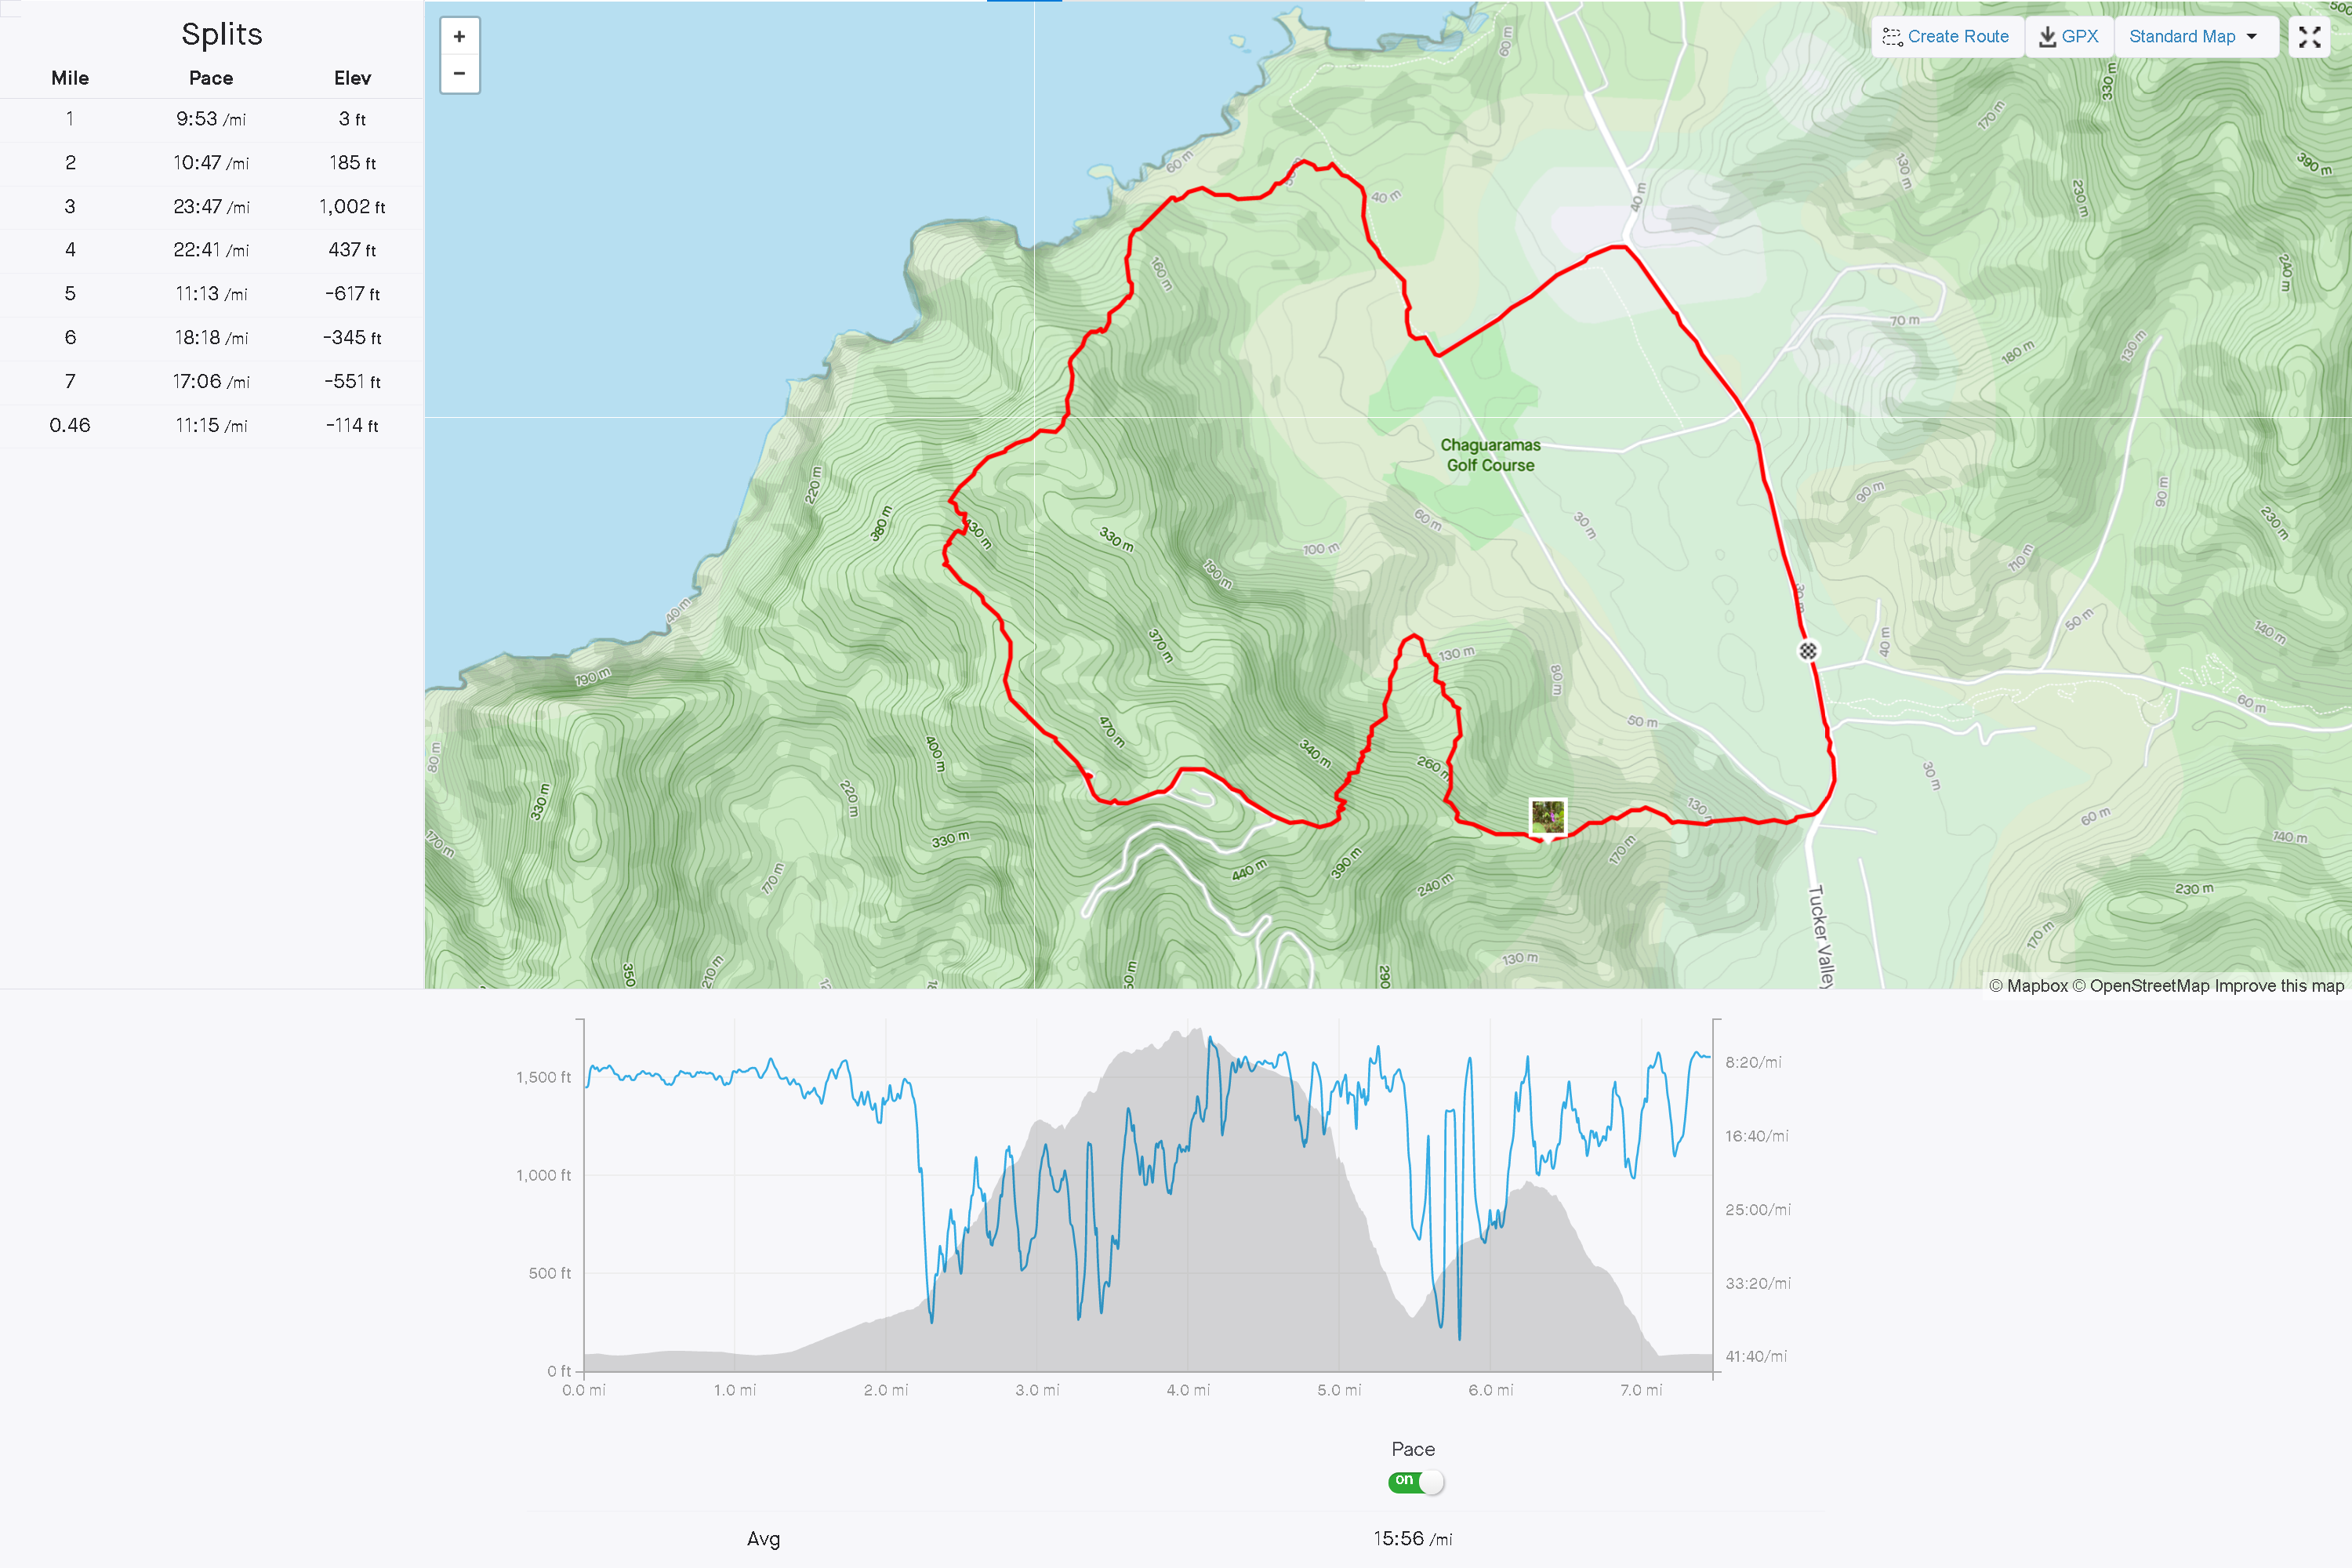 Splits
Mile Pace Elev
1 9:53 /mi 3 ft
2 10:47 /mi 185 ft
3 23:47 /mi 1,002 ft
4 22:41 /mi 437 ft
5 11:13 /mi -617 ft
6 18:18 /mi -345 ft
7 17:06 /mi -551 ft
0.46 11:15 /mi -114 ft
+
−
Create Route GPX Standard Map
60 m
330 m
170 m
390 m
60 m
130 m
230 m
40 m
40 m
160 m
240 m
70 m
180 m
130 m
Chaguaramas
Golf Course
220 m
380 m
430 m
330 m
60 m
30 m
90 m
90 m
230 m
100 m
190 m
110 m
40 m
370 m
130 m
80 m
40 m
50 m
140 m
190 m
50 m
60 m
80 m
400 m
470 m
340 m
260 m
30 m
330 m
220 m
130
60 m
170 m
330 m
440 m
390 m
240 m
170 m
140 m
170 m
230 m
Tucker Valley
170 m
350
210 m
50 m
290
130 m
© Mapbox © OpenStreetMap Improve this map
1,500 ft
1,000 ft
500 ft
0 ft
8:20/mi
16:40/mi
25:00/mi
33:20/mi
41:40/mi
0.0 mi 1.0 mi 2.0 mi 3.0 mi 4.0 mi 5.0 mi 6.0 mi 7.0 mi
Pace
on
Avg 15:56 /mi